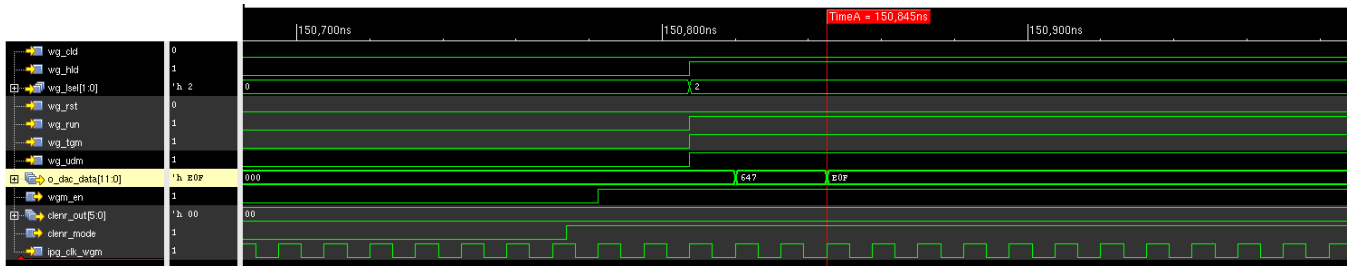 TimeA = 150,845ns
150,700ns 150,800ns 150,900ns
wg_cld 0
wg_hld 1
wg_lsel[1:0] 'h 2 0 2
wg_rst 0
wg_run 1
wg_tgm 1
wg_udm 1
o_dac_data[11:0] 'h E0F 000 647 E0F
wgm_en 1
clenr_out[5:0] 'h 00 00
clenr_mode 1
ipg_clk_wgm 1